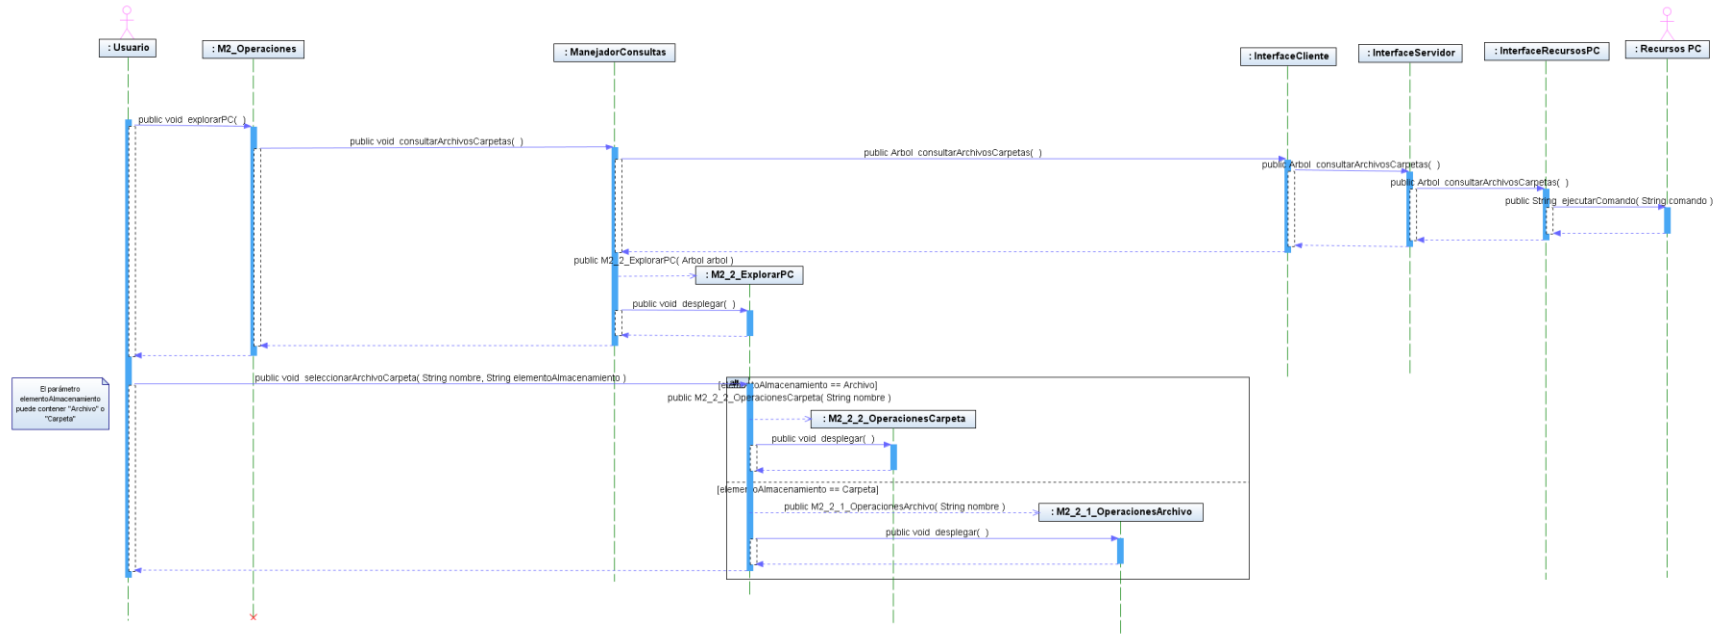 : Usuario
: M2_Operaciones
: ManejadorConsultas
: InterfaceCliente
: InterfaceServidor
: InterfaceRecursosPC
: Recursos PC
public void explorarPC( )
public void consultarArchivosCarpetas( )
public Arbol consultarArchivosCarpetas( )
public Arbol consultarArchivosCarpetas( )
public Arbol consultarArchivosCarpetas( )
public String ejecutarComando( String comando )
public M2_2_ExplorarPC( Arbol arbol )
: M2_2_ExplorarPC
public void desplegar( )
El parámetro
elementoAlmacenamiento
puede contener "Archivo" o
"Carpeta"
public void seleccionarArchivoCarpeta( String nombre, String elementoAlmacenamiento )
alt
[elementoAlmacenamiento == Archivo]
public M2_2_2_OperacionesCarpeta( String nombre )
: M2_2_2_OperacionesCarpeta
public void desplegar( )
[elementoAlmacenamiento == Carpeta]
public M2_2_1_OperacionesArchivo( String nombre )
: M2_2_1_OperacionesArchivo
public void desplegar( )